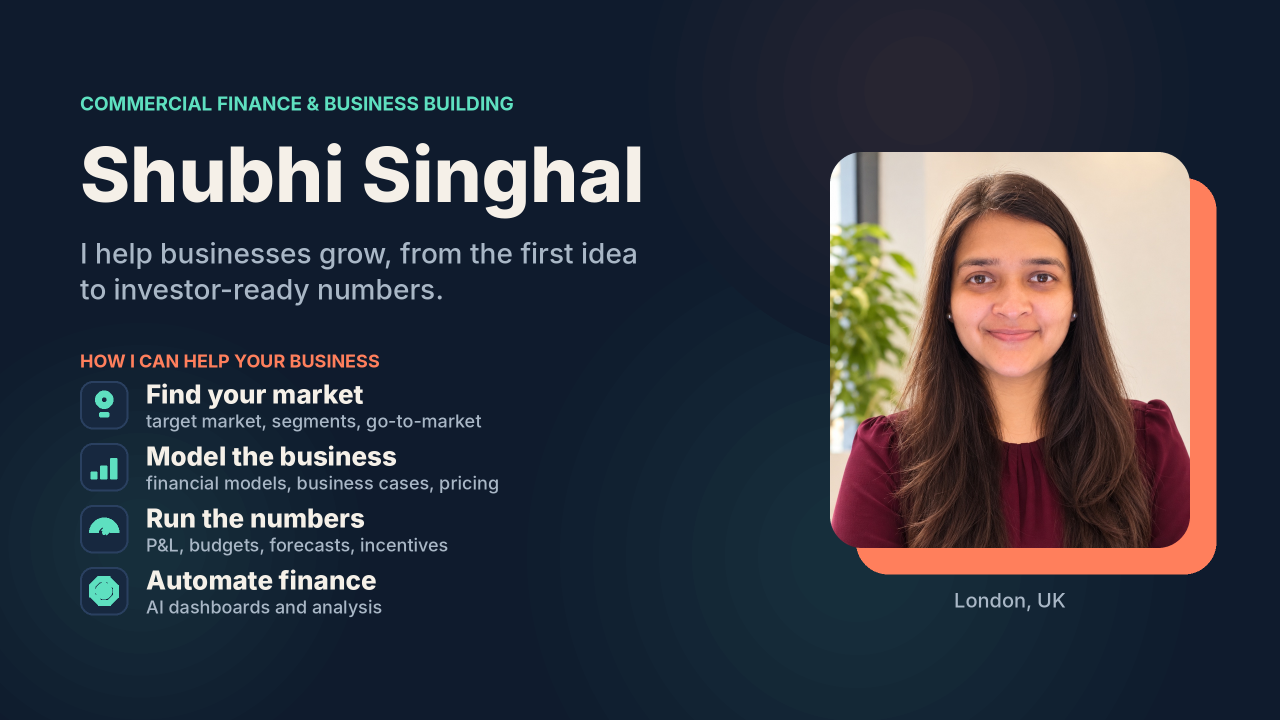 COMMERCIAL FINANCE & BUSINESS BUILDING
Shubhi Singhal
I help businesses grow, from the first idea
to investor-ready numbers.
HOW I CAN HELP YOUR BUSINESS
Find your market
target market, segments, go-to-market
Model the business
financial models, business cases, pricing
Run the numbers
P&L, budgets, forecasts, incentives
Automate finance
AI dashboards and analysis
London, UK